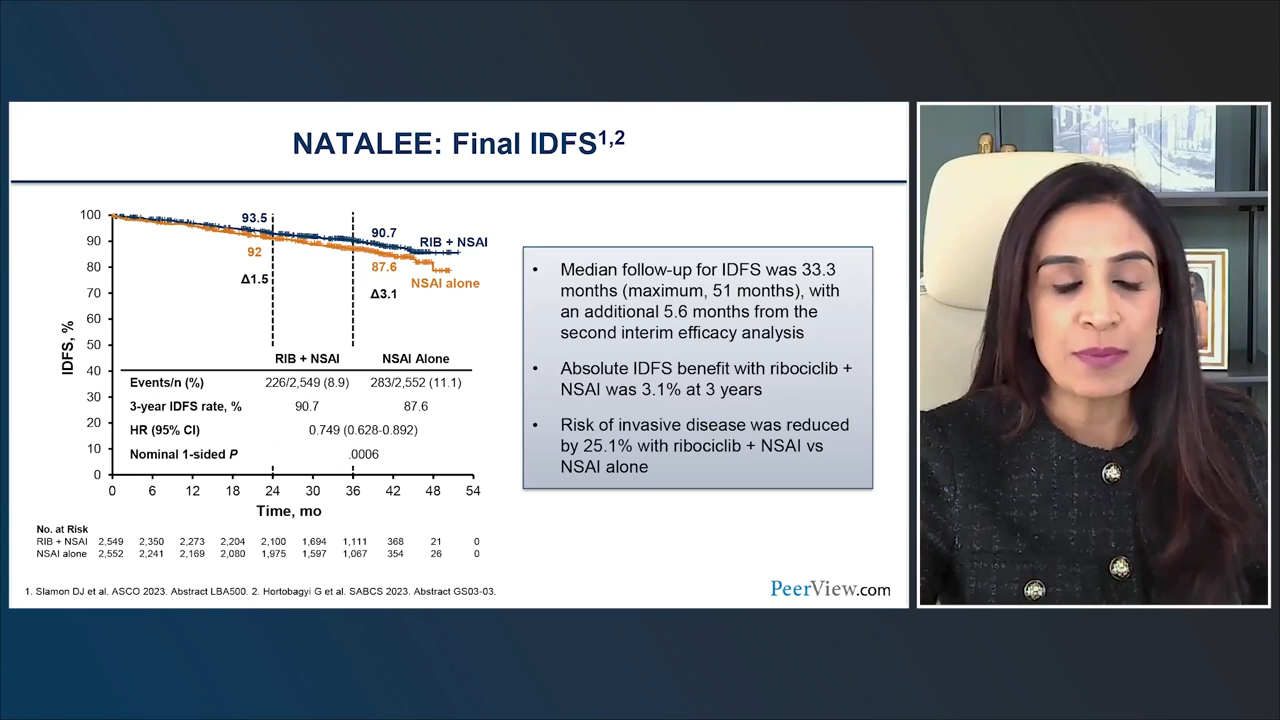 NATALEE: Final IDFS1,2
IDFS, %
100
90
80
70
60
50
40
30
20
10
0
93.5
92
Δ1.5
90.7
87.6
Δ3.1
RIB + NSAI
NSAI alone
RIB + NSAI NSAI Alone
Events/n (%) 226/2,549 (8.9) 283/2,552 (11.1)
3-year IDFS rate, % 90.7 87.6
HR (95% CI) 0.749 (0.628-0.892)
Nominal 1-sided P .0006
0 6 12 18 24 30 36 42 48 54
Time, mo
No. at Risk
RIB + NSAI 2,549 2,350 2,273 2,204 2,100 1,694 1,111 368 21 0
NSAI alone 2,552 2,241 2,169 2,080 1,975 1,597 1,067 354 26 0
• Median follow-up for IDFS was 33.3
months (maximum, 51 months), with
an additional 5.6 months from the
second interim efficacy analysis
• Absolute IDFS benefit with ribociclib +
NSAI was 3.1% at 3 years
• Risk of invasive disease was reduced
by 25.1% with ribociclib + NSAI vs
NSAI alone
1. Slamon DJ et al. ASCO 2023. Abstract LBA500. 2. Hortobagyi G et al. SABCS 2023. Abstract GS03-03.
PeerView.com